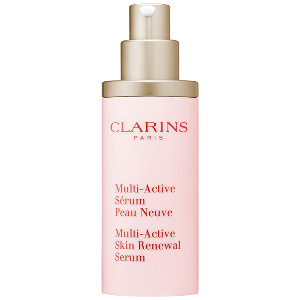 CLARINS
PARIS
Multi-Active
Sérum
Peau Neuve
Multi-Active
Skin Renewal
Serum